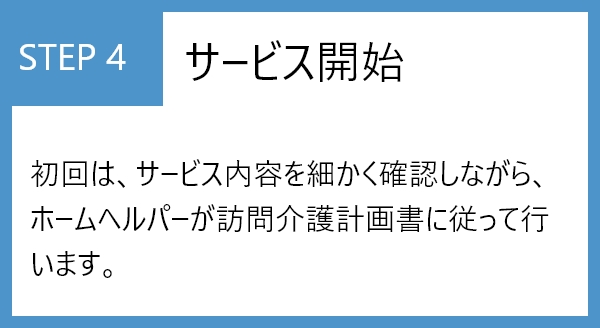 STEP 4
サービス開始
初回は、サービス内容を細かく確認しながら、
ホームヘルパーが訪問介護計画書に従って行
います。